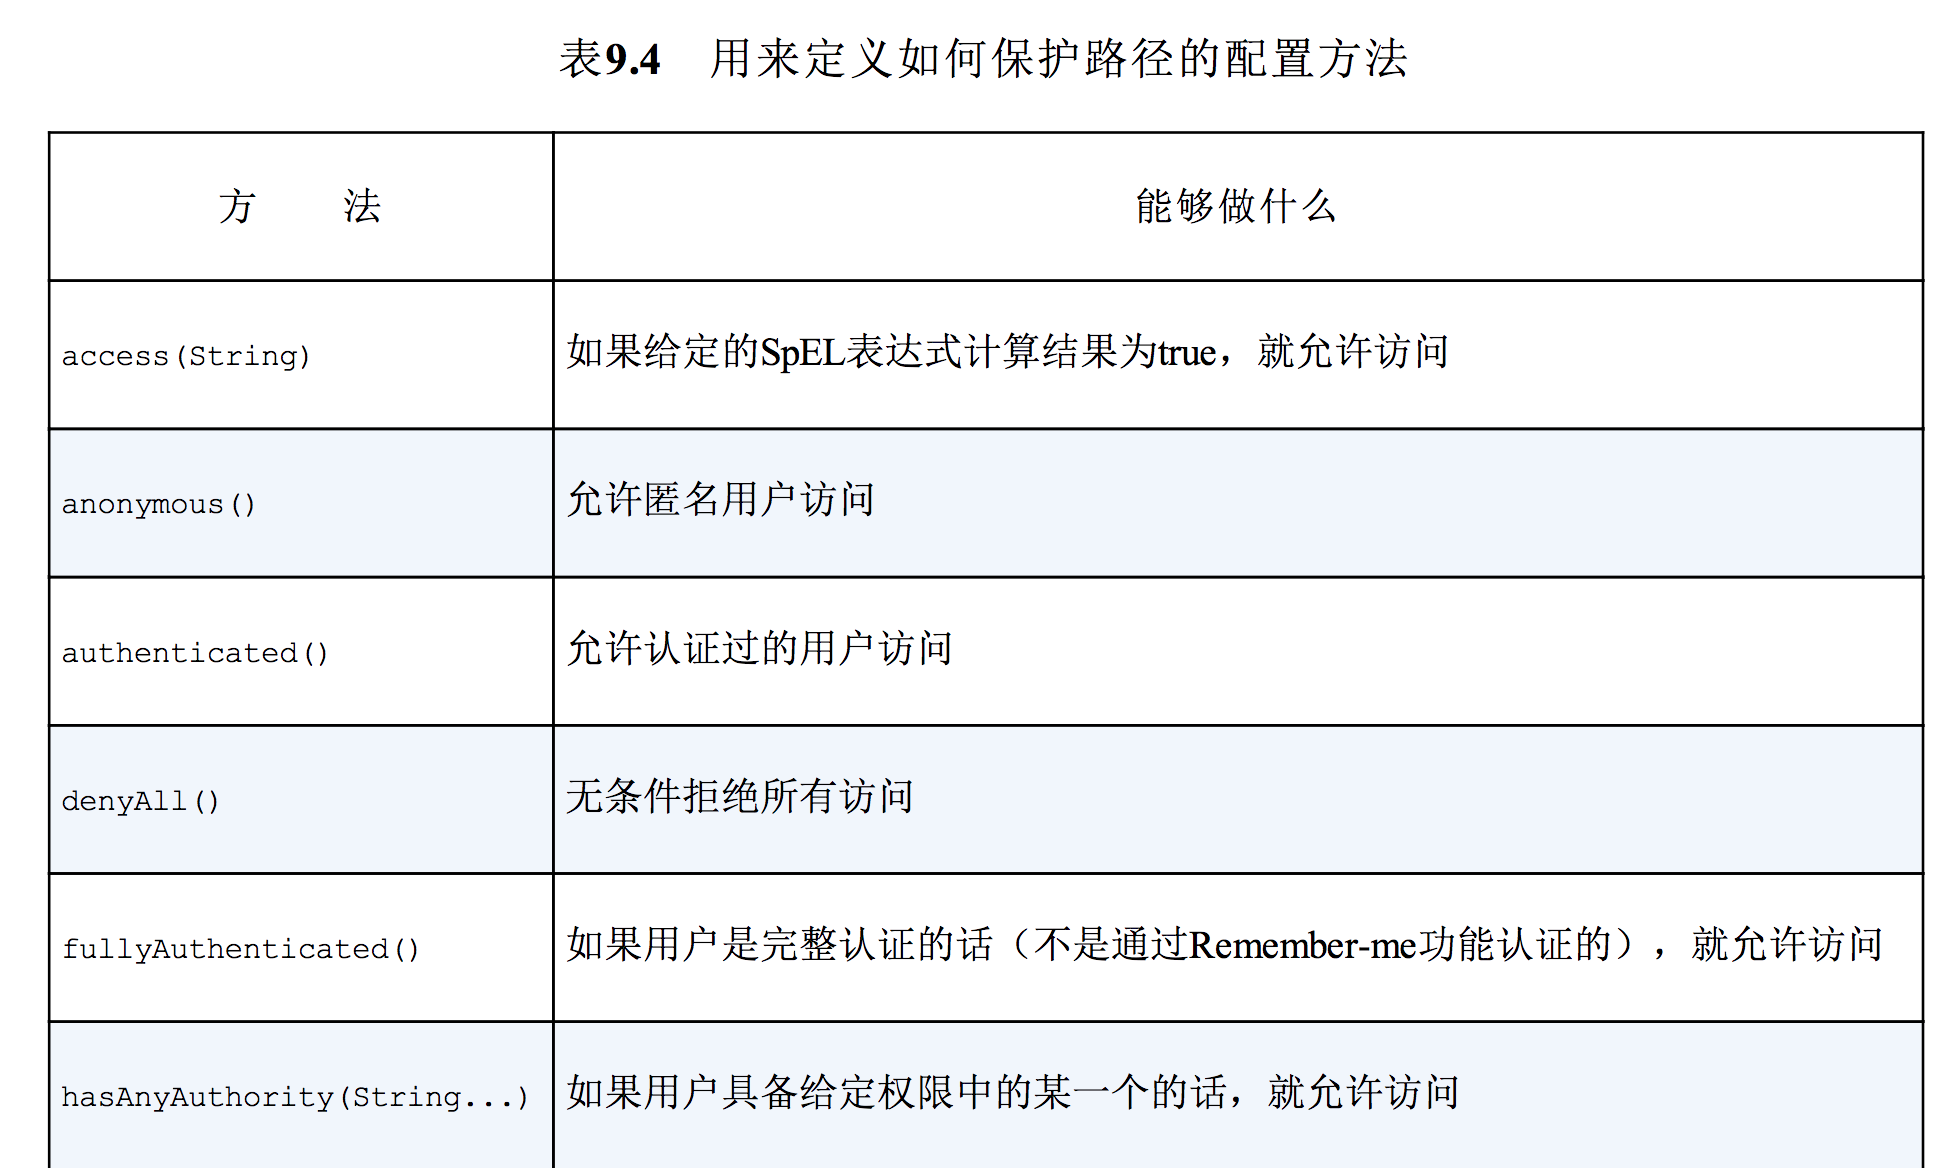 表9.4 用来定义如何保护路径的配置方法
方 法 能够做什么
access(String) 如果给定的SpEL表达式计算结果为true，就允许访问
anonymous() 允许匿名用户访问
authenticated() 允许认证过的用户访问
denyAll() 无条件拒绝所有访问
fullyAuthenticated() 如果用户是完整认证的话（不是通过Remember-me功能认证的），就允许访问
hasAnyAuthority(String...) 如果用户具备给定权限中的某一个的话，就允许访问